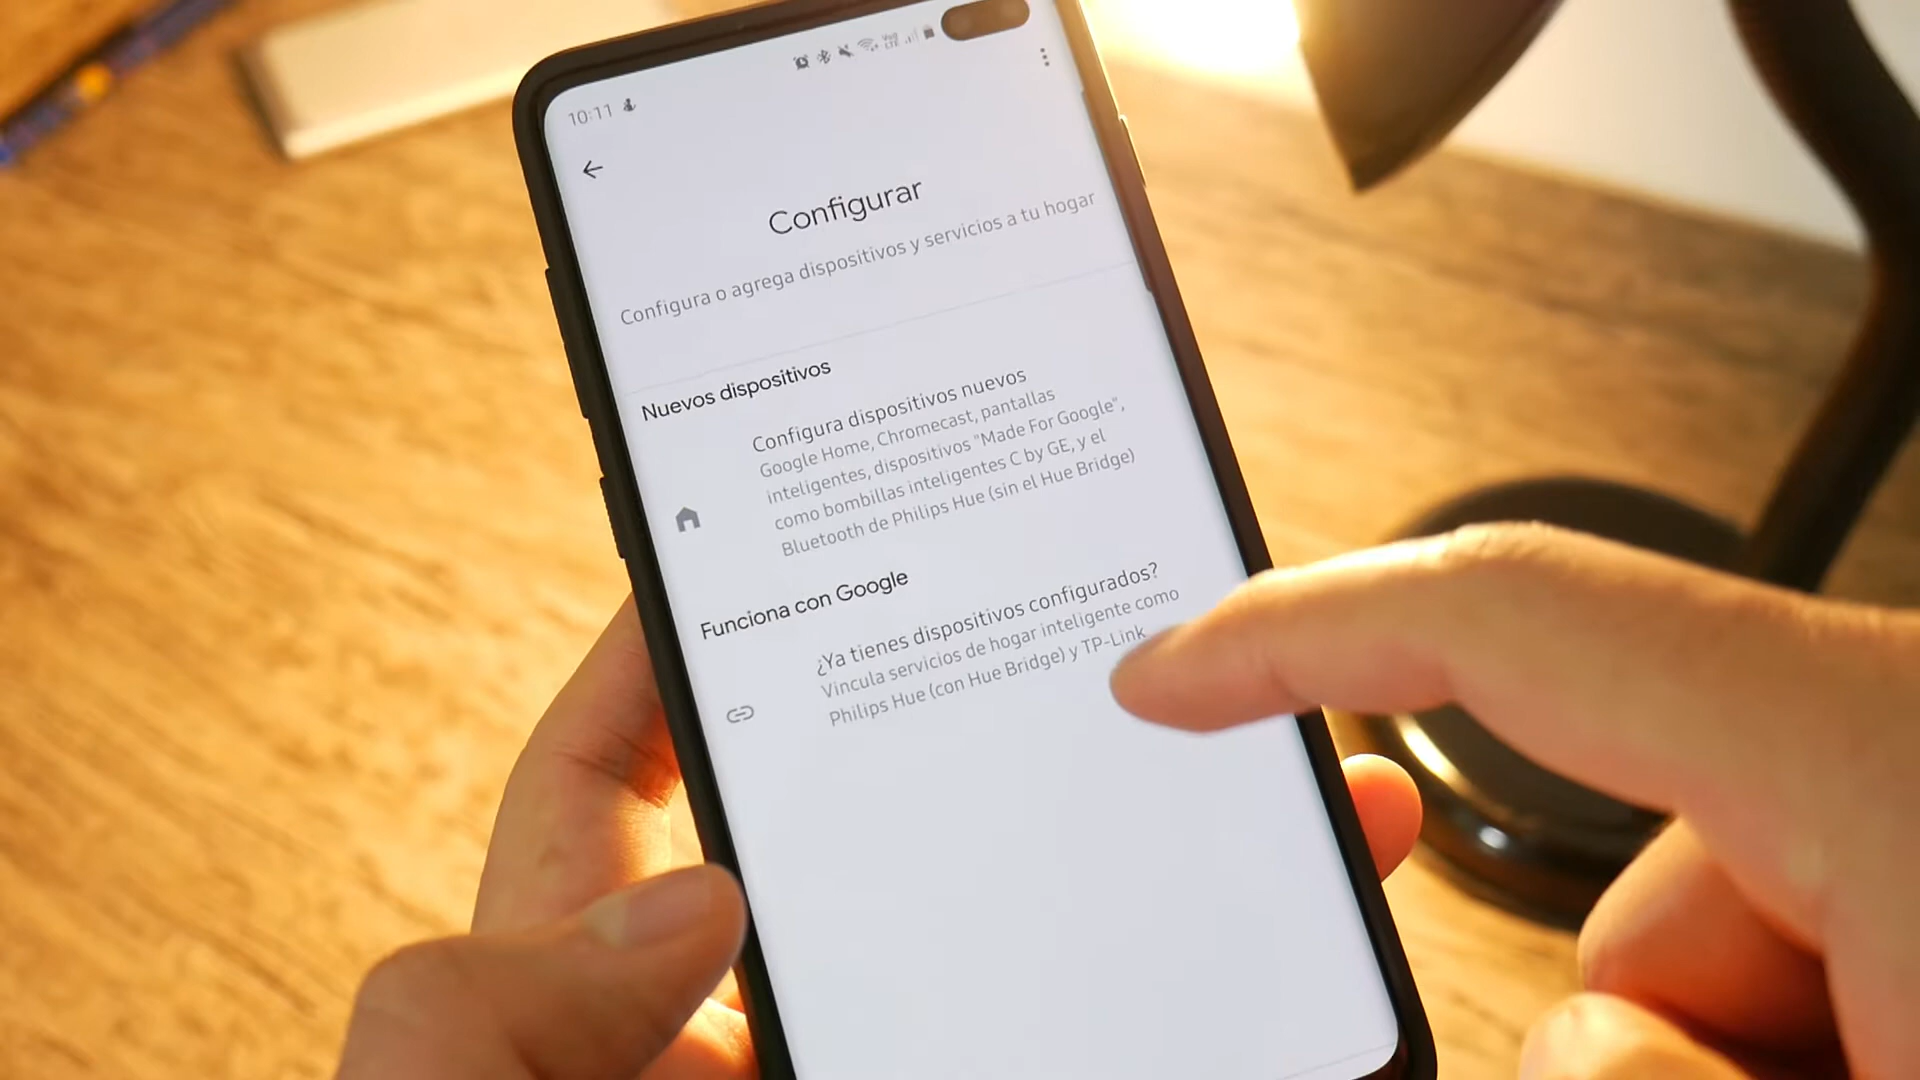 10:11
Configurar
Configura o agrega dispositivos y servicios a tu hogar
Nuevos dispositivos
Configura dispositivos nuevos
Google Home, Chromecast, pantallas
inteligentes, dispositivos "Made For Google",
como bombillas inteligentes C by GE, y el
Bluetooth de Philips Hue (sin el Hue Bridge)
Funciona con Google
¿Ya tienes dispositivos configurados?
Vincula servicios de hogar inteligente como
Philips Hue (con Hue Bridge) y TP-Link